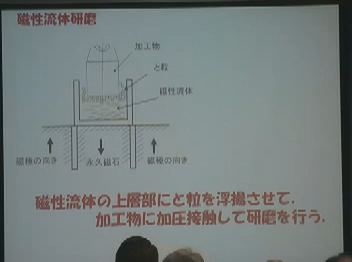 磁性流体研磨
加工物
と粒
磁性流体
磁極の向き
永久磁石
磁極の向き
磁性流体の上層部にと粒を浮揚させて、
加工物に加圧接触して研磨を行う。